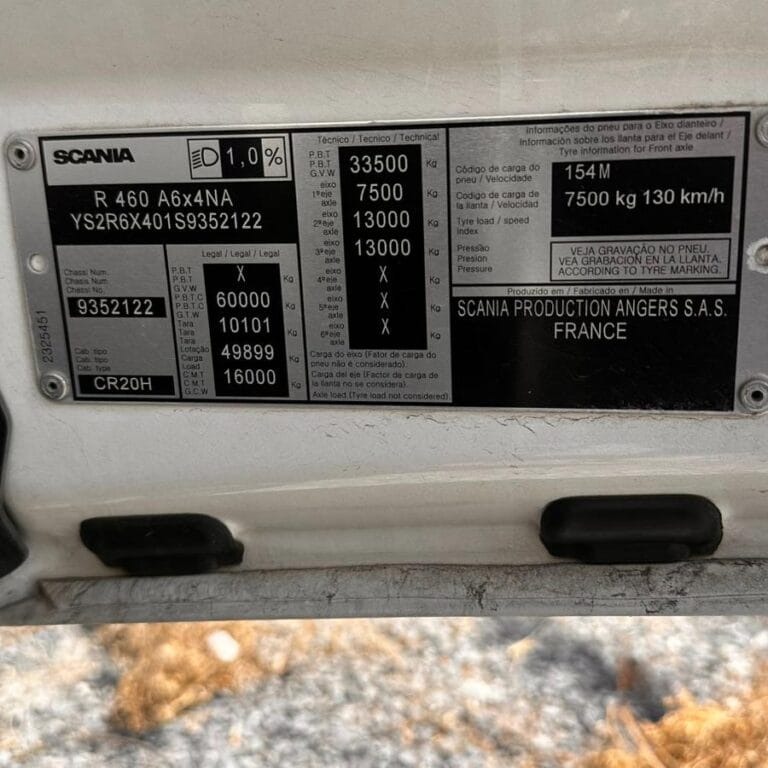 SCANIA
1,0%
R 460 A6x4NA
YS2R6X401S9352122
Chassi Num.
Chasis Num.
Chassi No.
9352122
Cab. tipo
Cab. tipo
Cab. type
CR20H
2325451
Legal / Legal / Legal
P.B.T
P.B.T
G.V.W
X Kg
P.B.T.C
P.B.T.C
G.T.W
60000 Kg
Tara
Tara
Tara
10101 Kg
Lotação
Carga
Load
49899 Kg
C.M.T
C.M.T
G.C.W
16000 Kg
Técnico / Tecnico / Technical
P.B.T
P.B.T
G.V.W
33500 Kg
eixo
1ºeje
axle
7500 Kg
eixo
2ºeje
axle
13000 Kg
eixo
3ºeje
axle
13000 Kg
eixo
4ºeje
axle
X Kg
eixo
5ºeje
axle
X Kg
eixo
6ºeje
axle
X Kg
Carga do eixo (Fator de carga do
pneu não é considerado).
Carga del eje (Factor de carga de
la llanta no se considera).
Axle load (Tyre load not considered)
Informações do pneu para o Eixo dianteiro /
Información sobre los llanta para el Eje delant /
Tyre information for Front axle
Código de carga do
pneu / Velocidade
154 M
Codigo de carga de
la llanta / Velocidad
7500 kg 130 km/h
Tyre load / speed
Index
Pressão
Presion
Pressure
VEJA GRAVAÇÃO NO PNEU.
VEA GRABACION EN LA LLANTA.
ACCORDING TO TYRE MARKING.
Produzido em / Fabricado en / Made in
SCANIA PRODUCTION ANGERS S.A.S.
FRANCE